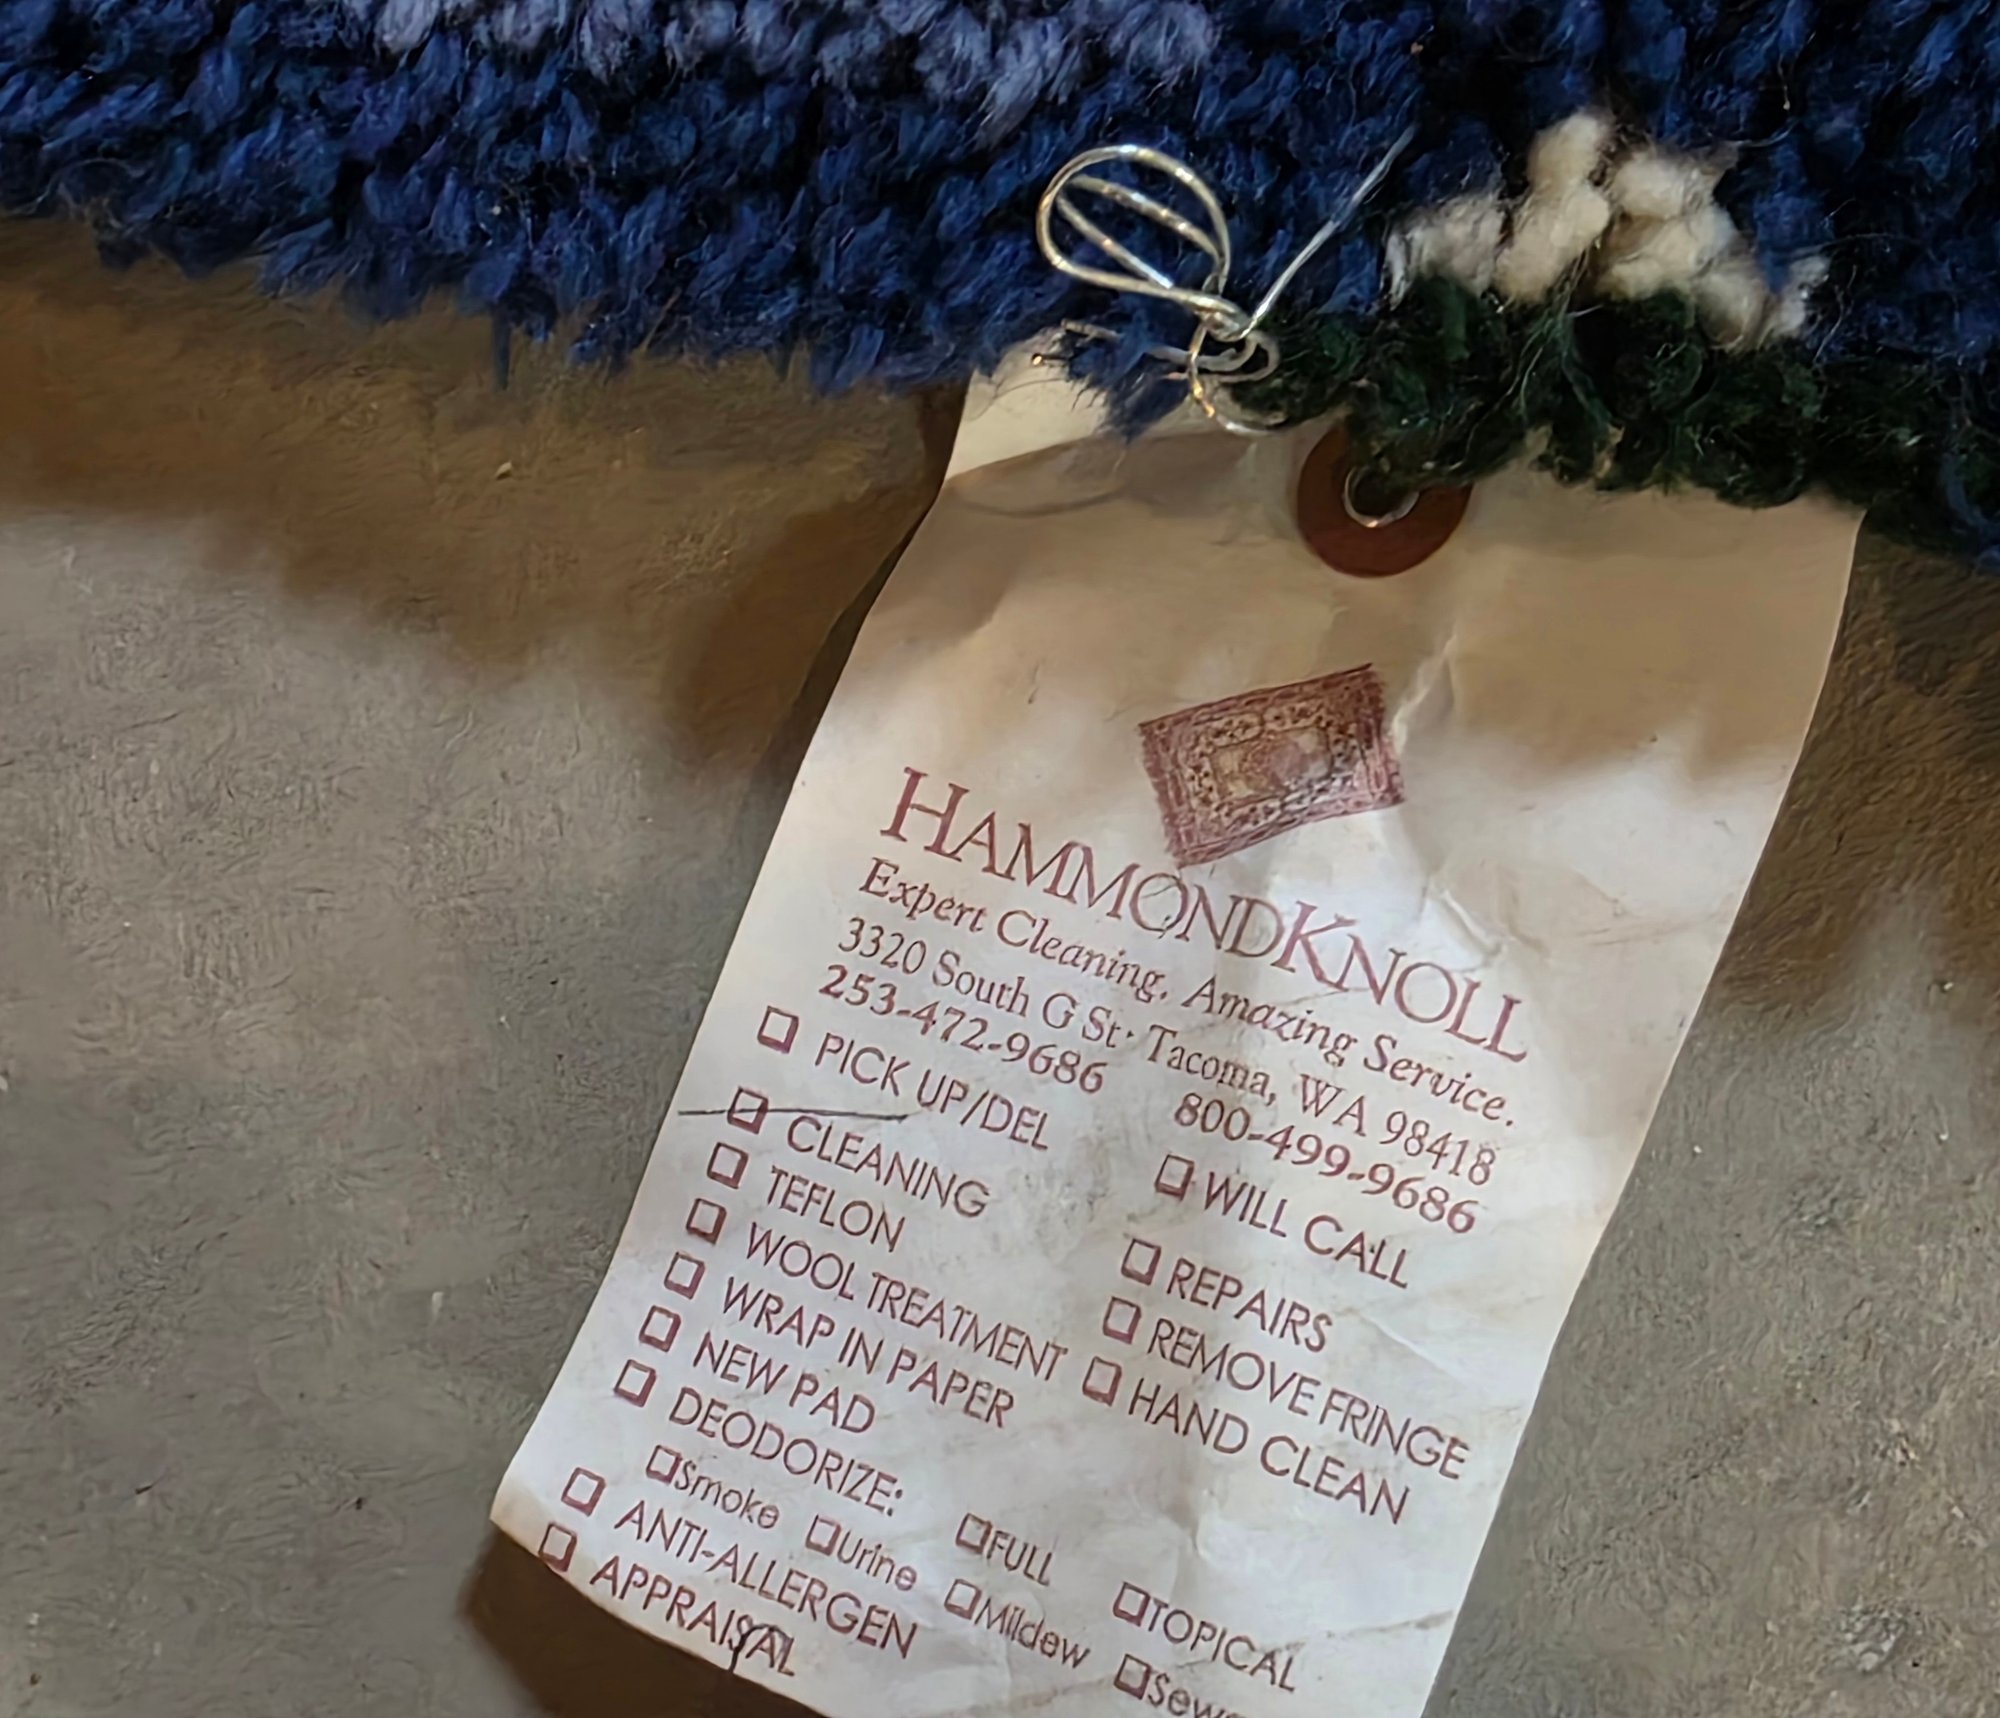 HAMMONDKNOLL
Expert Cleaning. Amazing Service.
3320 South G St· Tacoma, WA 98418
253-472-9686 800-499-9686
PICK UP/DEL WILL CALL
CLEANING REPAIRS
TEFLON REMOVE FRINGE
WOOL TREATMENT HAND CLEAN
WRAP IN PAPER
NEW PAD
DEODORIZE: FULL TOPICAL
Smoke Urine Mildew
ANTI-ALLERGEN
APPRAISAL